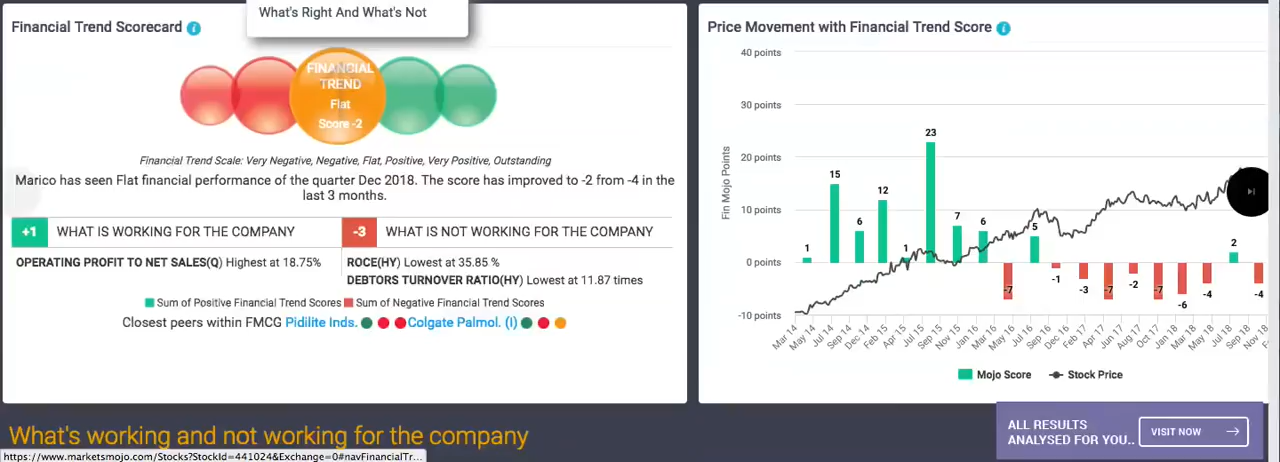 What's Right And What's Not
Financial Trend Scorecard i
FINANCIAL
TREND
Flat
Score -2
Financial Trend Scale: Very Negative, Negative, Flat, Positive, Very Positive, Outstanding
Marico has seen Flat financial performance of the quarter Dec 2018. The score has improved to -2 from -4 in the
last 3 months.
+1 WHAT IS WORKING FOR THE COMPANY
-3 WHAT IS NOT WORKING FOR THE COMPANY
OPERATING PROFIT TO NET SALES(Q) Highest at 18.75%
ROCE(HY) Lowest at 35.85 %
DEBTORS TURNOVER RATIO(HY) Lowest at 11.87 times
Sum of Positive Financial Trend Scores Sum of Negative Financial Trend Scores
Closest peers within FMCG Pidilite Inds. Colgate Palmol. (I)
Price Movement with Financial Trend Score i
Fin Mojo Points
40 points
30 points
20 points
10 points
0 points
-10 points
1 15 6 12 1 23 7 6 -7 5 -1 -3 -7 -2 -7 -6 -4 2 -4
Mar 14 May 14 Jul 14 Sep 14 Dec 14 Feb 15 Apr 15 Jul 15 Sep 15 Nov 15 Jan 16 Mar 16 May 16 Jul 16 Sep 16 Dec 16 Feb 17 Apr 17 Jun 17 Aug 17 Oct 17 Jan 18 Mar 18 May 18 Jul 18 Sep 18 Nov 18
Mojo Score Stock Price
What's working and not working for the company
ALL RESULTS
ANALYSED FOR YOU..
VISIT NOW
https://www.marketsmojo.com/Stocks?StockId=441024&Exchange=0#navFinancialTr...